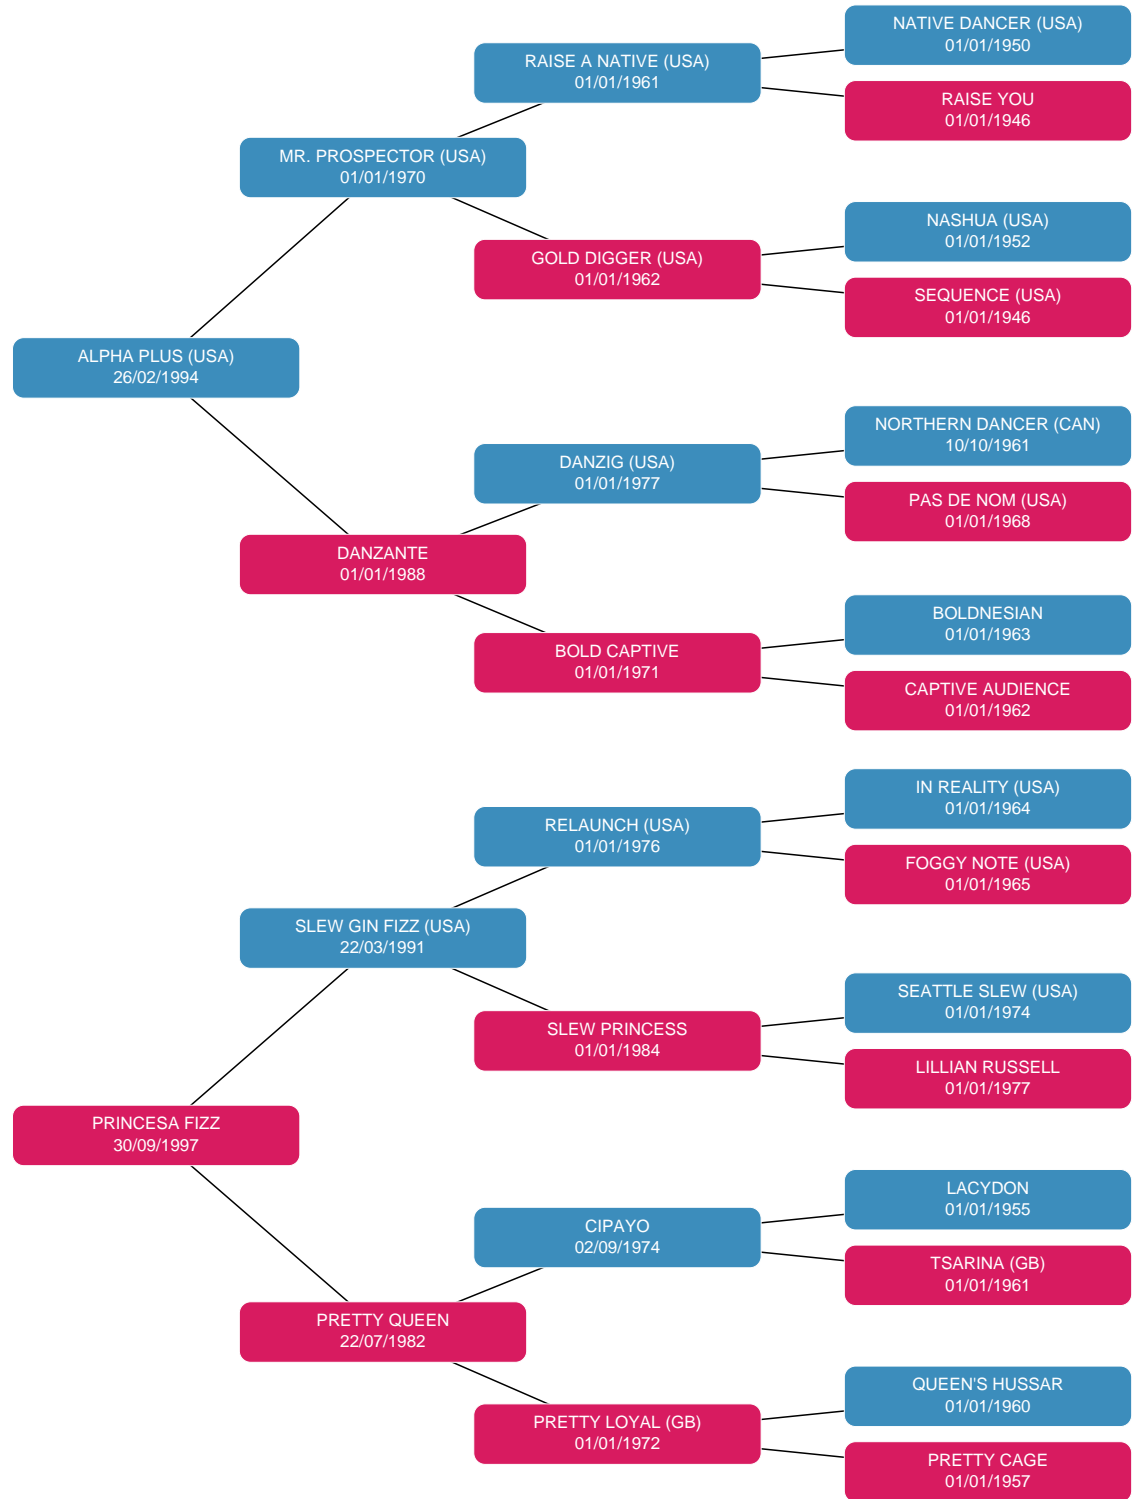 NATIVE DANCER (USA)
01/01/1950
RAISE A NATIVE (USA)
01/01/1961
RAISE YOU
01/01/1946
MR. PROSPECTOR (USA)
01/01/1970
NASHUA (USA)
01/01/1952
GOLD DIGGER (USA)
01/01/1962
SEQUENCE (USA)
01/01/1946
ALPHA PLUS (USA)
26/02/1994
NORTHERN DANCER (CAN)
10/10/1961
DANZIG (USA)
01/01/1977
PAS DE NOM (USA)
01/01/1968
DANZANTE
01/01/1988
BOLDNESIAN
01/01/1963
BOLD CAPTIVE
01/01/1971
CAPTIVE AUDIENCE
01/01/1962
IN REALITY (USA)
01/01/1964
RELAUNCH (USA)
01/01/1976
FOGGY NOTE (USA)
01/01/1965
SLEW GIN FIZZ (USA)
22/03/1991
SEATTLE SLEW (USA)
01/01/1974
SLEW PRINCESS
01/01/1984
LILLIAN RUSSELL
01/01/1977
PRINCESA FIZZ
30/09/1997
LACYDON
01/01/1955
CIPAYO
02/09/1974
TSARINA (GB)
01/01/1961
PRETTY QUEEN
22/07/1982
QUEEN'S HUSSAR
01/01/1960
PRETTY LOYAL (GB)
01/01/1972
PRETTY CAGE
01/01/1957